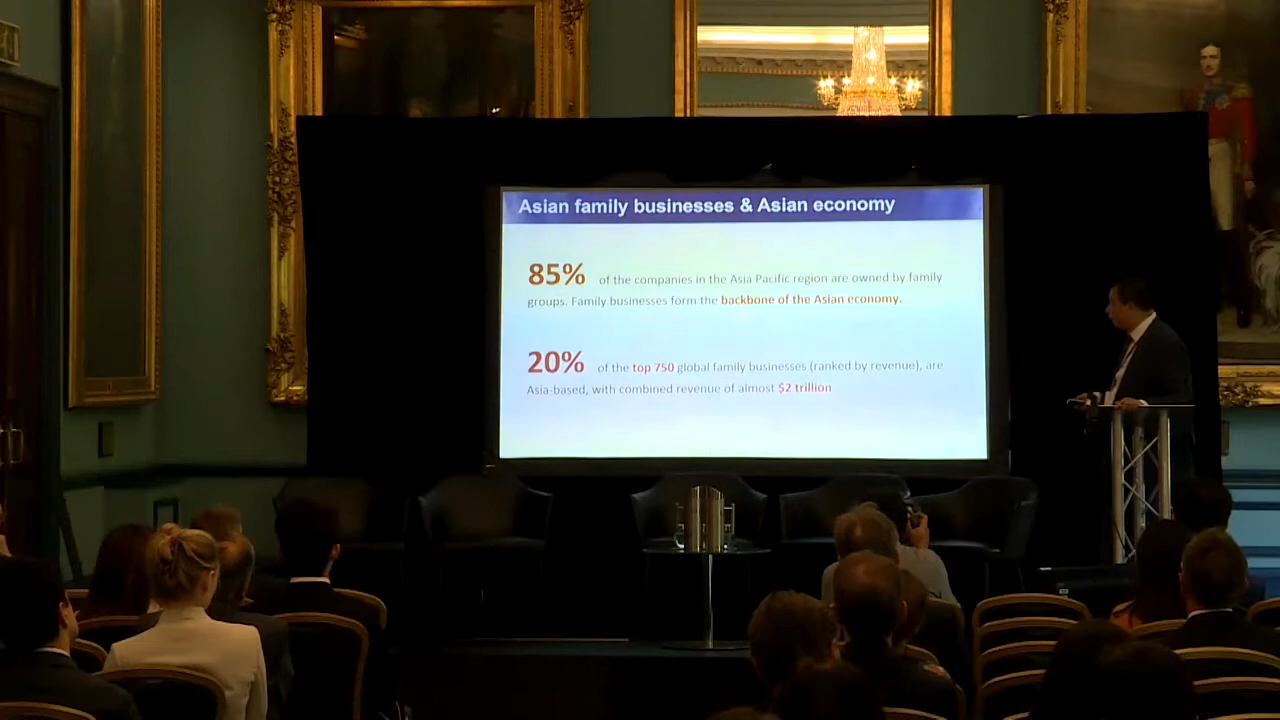 Asian family businesses & Asian economy
85% of the companies in the Asia Pacific region are owned by family
groups. Family businesses form the backbone of the Asian economy.
20% of the top 750 global family businesses (ranked by revenue), are
Asia-based, with combined revenue of almost $2 trillion